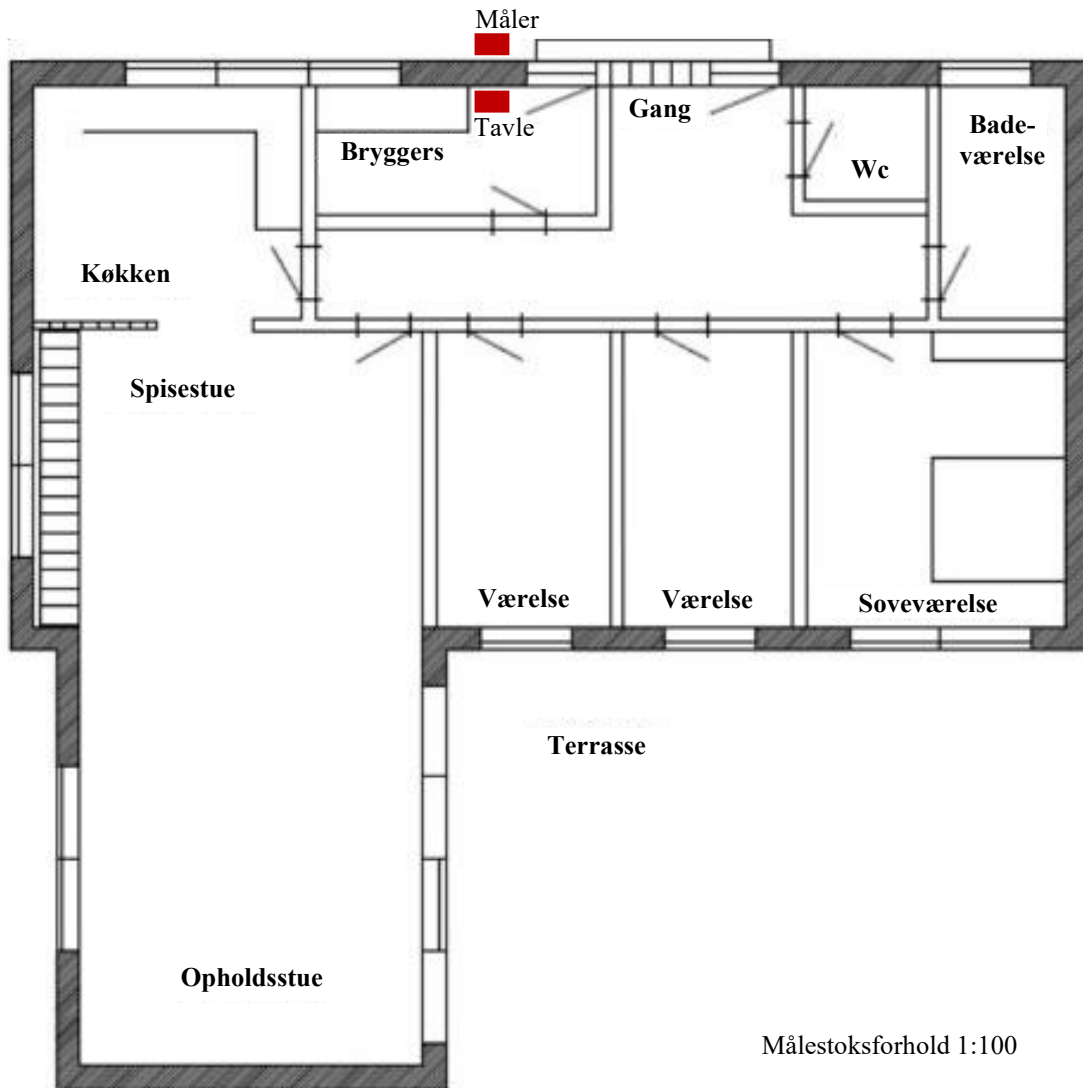 Måler
Tavle
Bryggers
Gang
Wc
Bade-
værelse
Køkken
Spisestue
Værelse
Værelse
Soveværelse
Terrasse
Opholdsstue
Målestoksforhold 1:100